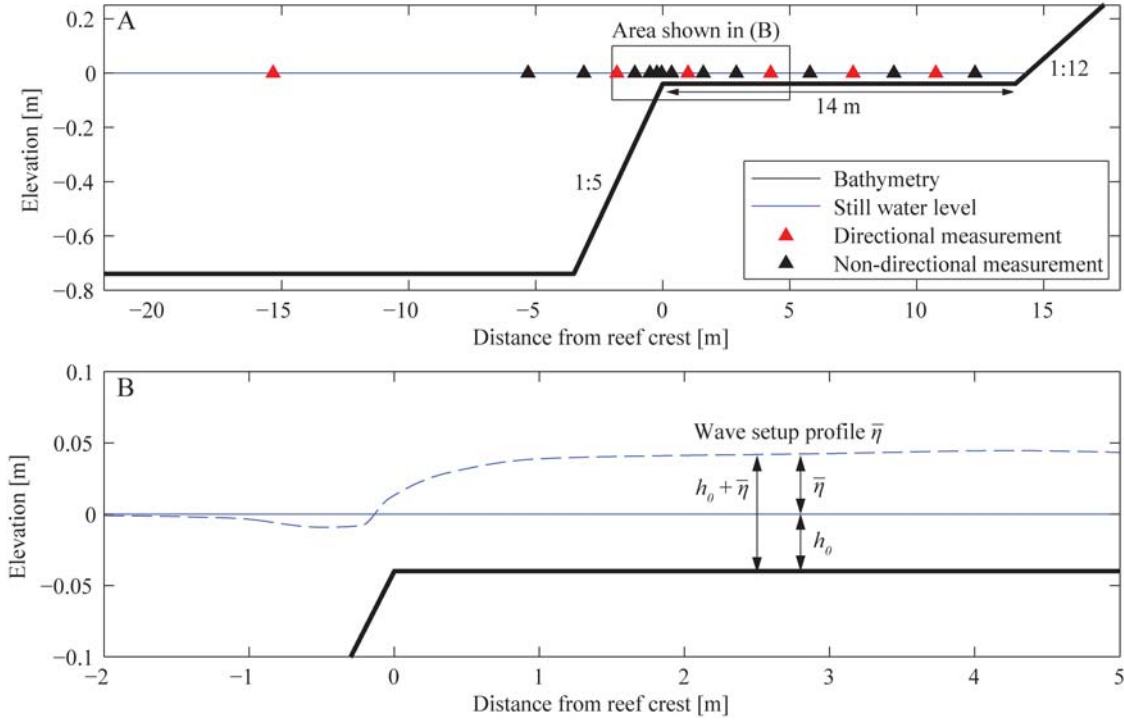 A
Area shown in (B)
0.2
0
−0.2
−0.4
−0.6
−0.8
Elevation [m]
1:12
14 m
1:5
Bathymetry
Still water level
Directional measurement
Non-directional measurement
−20 −15 −10 −5 0 5 10 15
Distance from reef crest [m]
B
0.1
0.05
0
−0.05
−0.1
Elevation [m]
Wave setup profile η̅
h₀ + η̅
η̅
h₀
−2 −1 0 1 2 3 4 5
Distance from reef crest [m]